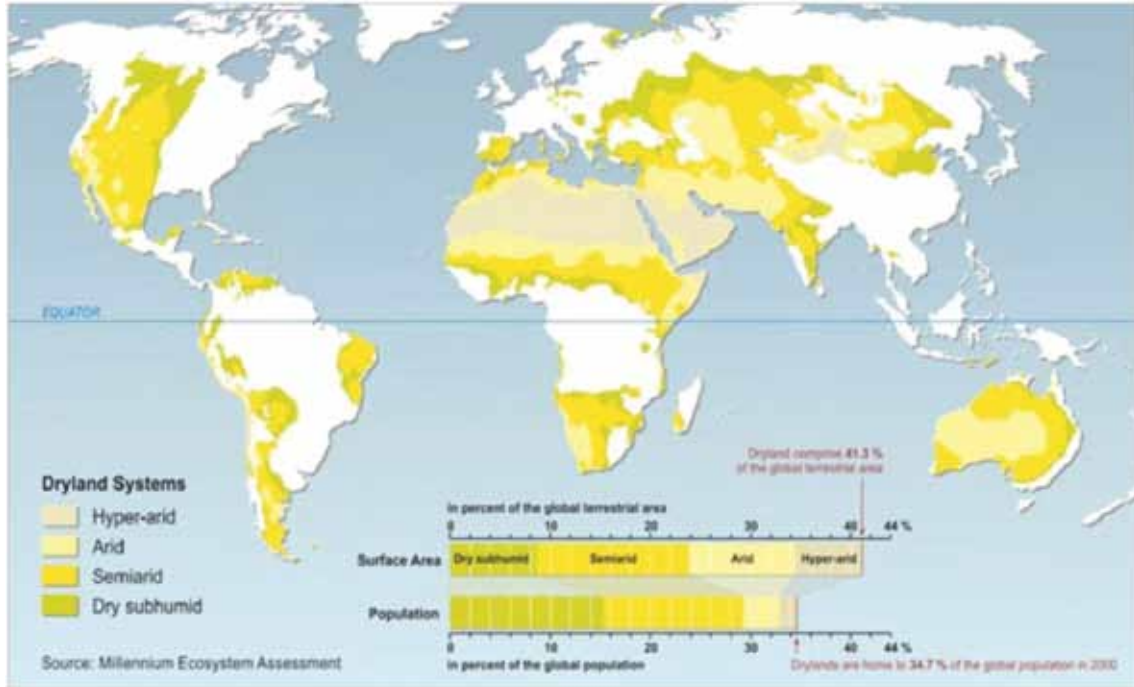 EQUATOR
Dryland comprise 41.3 %
of the global terrestrial area
Dryland Systems
Hyper-arid
Arid
Semiarid
Dry subhumid
Source: Millennium Ecosystem Assessment
in percent of the global terrestrial area
0 10 20 30 40 44 %
Surface Area
Dry subhumid Semiarid Arid Hyper-arid
Population
0 10 20 30 40 44 %
in percent of the global population
Drylands are home to 34.7 % of the global population in 2000